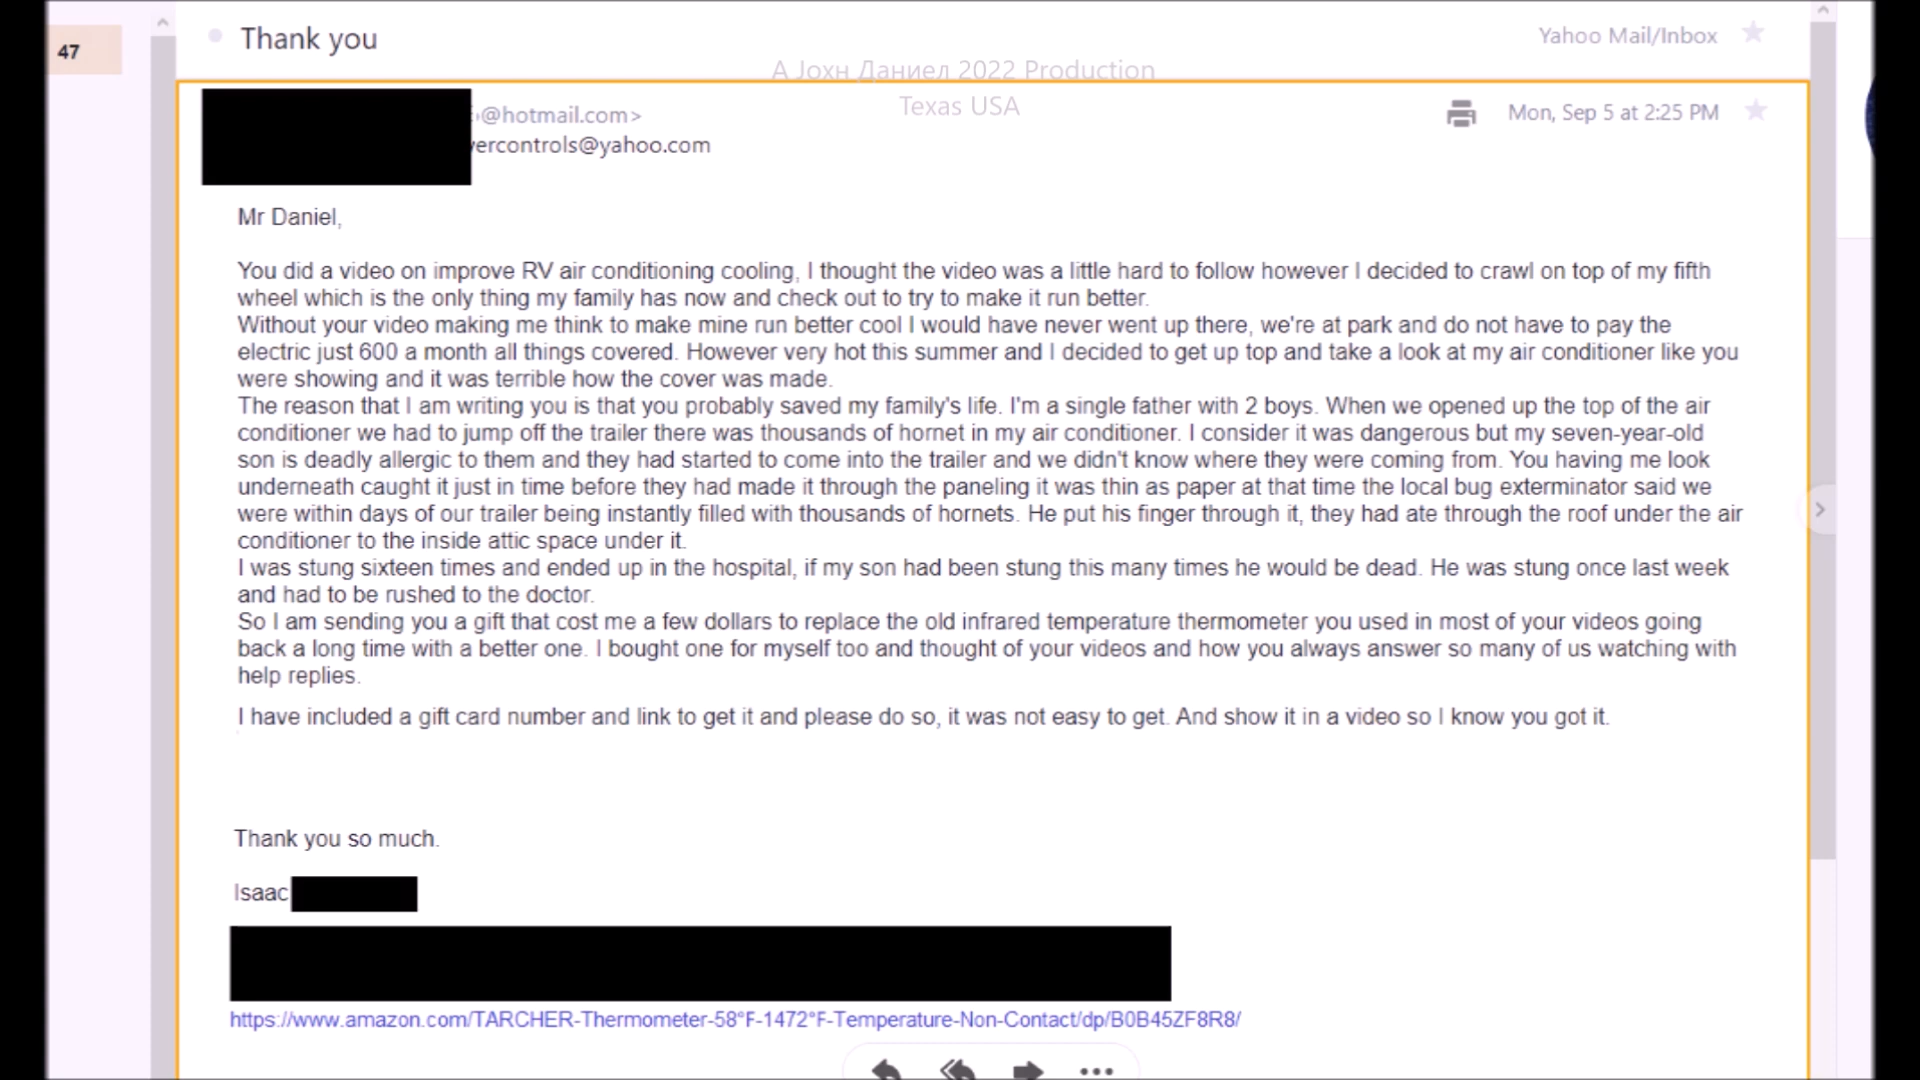 47
Thank you
Yahoo Mail/Inbox
А Јохн Даниел 2022 Production
Texas USA
@hotmail.com>
Mon, Sep 5 at 2:25 PM
ercontrols@yahoo.com
Mr Daniel,
You did a video on improve RV air conditioning cooling, I thought the video was a little hard to follow however I decided to crawl on top of my fifth
wheel which is the only thing my family has now and check out to try to make it run better.
Without your video making me think to make mine run better cool I would have never went up there, we're at park and do not have to pay the
electric just 600 a month all things covered. However very hot this summer and I decided to get up top and take a look at my air conditioner like you
were showing and it was terrible how the cover was made.
The reason that I am writing you is that you probably saved my family's life. I'm a single father with 2 boys. When we opened up the top of the air
conditioner we had to jump off the trailer there was thousands of hornet in my air conditioner. I consider it was dangerous but my seven-year-old
son is deadly allergic to them and they had started to come into the trailer and we didn't know where they were coming from. You having me look
underneath caught it just in time before they had made it through the paneling it was thin as paper at that time the local bug exterminator said we
were within days of our trailer being instantly filled with thousands of hornets. He put his finger through it, they had ate through the roof under the air
conditioner to the inside attic space under it.
I was stung sixteen times and ended up in the hospital, if my son had been stung this many times he would be dead. He was stung once last week
and had to be rushed to the doctor.
So I am sending you a gift that cost me a few dollars to replace the old infrared temperature thermometer you used in most of your videos going
back a long time with a better one. I bought one for myself too and thought of your videos and how you always answer so many of us watching with
help replies.
I have included a gift card number and link to get it and please do so, it was not easy to get. And show it in a video so I know you got it.
Thank you so much.
Isaac
https://www.amazon.com/TARCHER-Thermometer-58°F-1472°F-Temperature-Non-Contact/dp/B0B45ZF8R8/